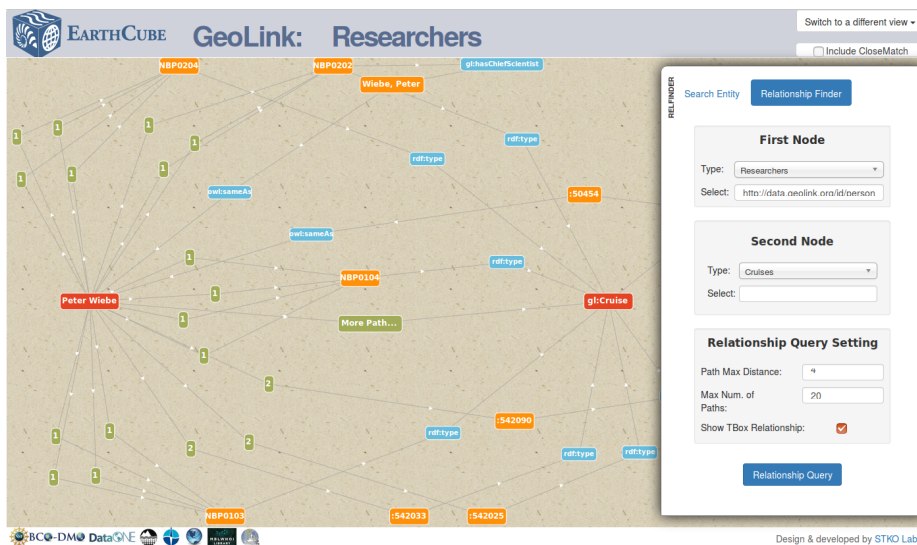 EARTHCUBE GeoLink: Researchers
Switch to a different view
Include CloseMatch
NBP0204 NBP0202 gl:hasChiefScientist
Wiebe, Peter
1 1 1 1
rdf:type
1 1 1
rdf:type
owl:sameAs
:50454
owl:sameAs
1
rdf:type
NBP0104
1
Peter Wiebe
gl:Cruise
1
More Path...
1
2
:542090
1 1
2 2
rdf:type rdf:type
1 1
NBP0103 :542033 :542025
RELFINDER
Search Entity Relationship Finder
First Node
Type: Researchers
Select: http://data.geolink.org/id/person
Second Node
Type: Cruises
Select:
Relationship Query Setting
Path Max Distance: 4
Max Num. of 20
Paths:
Show TBox Relationship:
Relationship Query
BCO-DMO DataONE
MBLWHOI
LIBRARY
Design & developed by STKO Lab